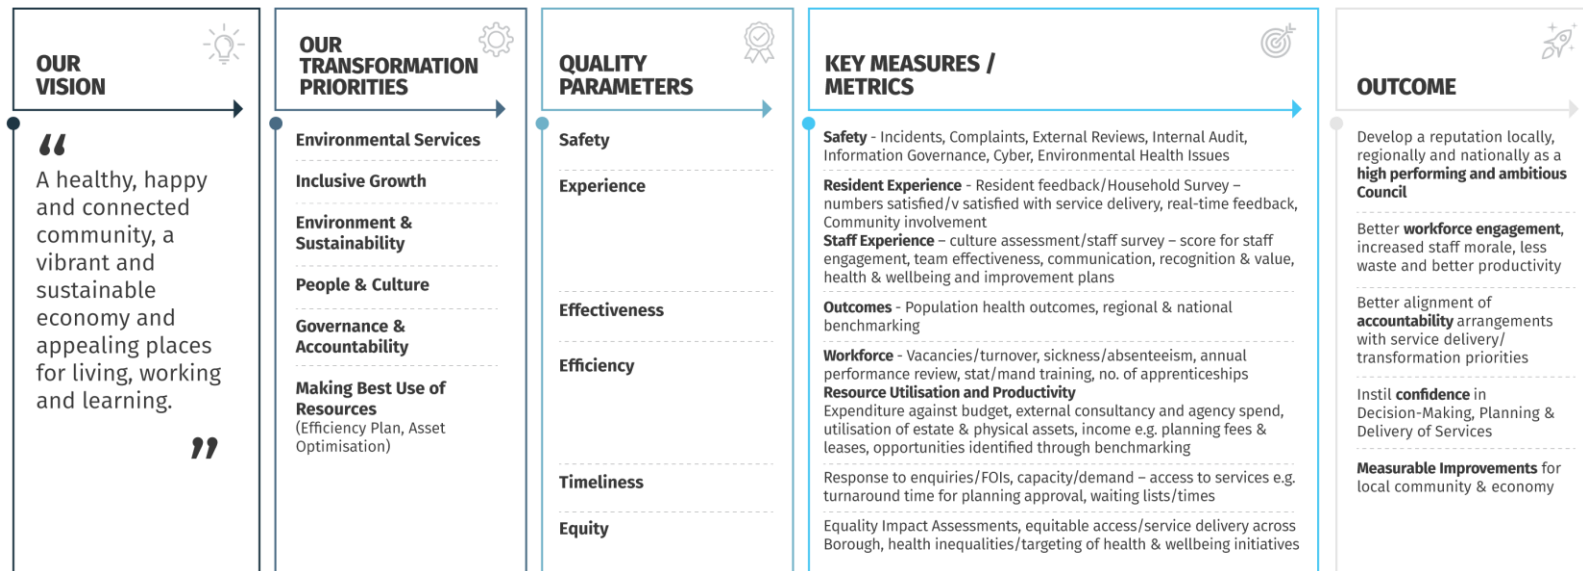 OUR
VISION
“
A healthy, happy
and connected
community, a
vibrant and
sustainable
economy and
appealing places
for living, working
and learning.
”
OUR
TRANSFORMATION
PRIORITIES
Environmental Services
Inclusive Growth
Environment &
Sustainability
People & Culture
Governance &
Accountability
Making Best Use of
Resources
(Efficiency Plan, Asset
Optimisation)
QUALITY
PARAMETERS
Safety
Experience
Effectiveness
Efficiency
Timeliness
Equity
KEY MEASURES /
METRICS
Safety - Incidents, Complaints, External Reviews, Internal Audit,
Information Governance, Cyber, Environmental Health Issues
Resident Experience - Resident feedback/Household Survey –
numbers satisfied/v satisfied with service delivery, real-time feedback,
Community involvement
Staff Experience – culture assessment/staff survey – score for staff
engagement, team effectiveness, communication, recognition & value,
health & wellbeing and improvement plans
Outcomes - Population health outcomes, regional & national
benchmarking
Workforce - Vacancies/turnover, sickness/absenteeism, annual
performance review, stat/mand training, no. of apprenticeships
Resource Utilisation and Productivity
Expenditure against budget, external consultancy and agency spend,
utilisation of estate & physical assets, income e.g. planning fees &
leases, opportunities identified through benchmarking
Response to enquiries/FOIs, capacity/demand – access to services e.g.
turnaround time for planning approval, waiting lists/times
Equality Impact Assessments, equitable access/service delivery across
Borough, health inequalities/targeting of health & wellbeing initiatives
OUTCOME
Develop a reputation locally,
regionally and nationally as a
high performing and ambitious
Council
Better workforce engagement,
increased staff morale, less
waste and better productivity
Better alignment of
accountability arrangements
with service delivery/
transformation priorities
Instil confidence in
Decision-Making, Planning &
Delivery of Services
Measurable Improvements for
local community & economy